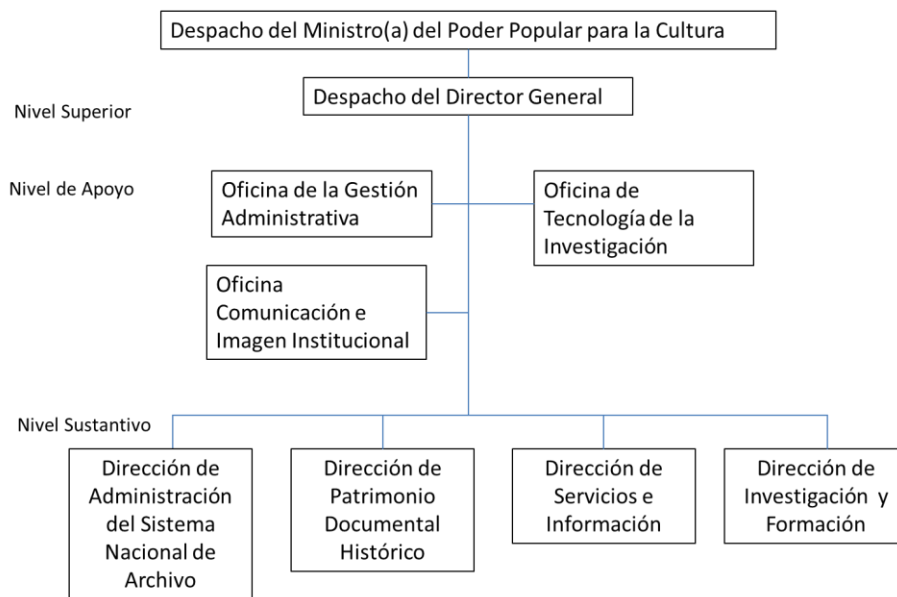 Despacho del Ministro(a) del Poder Popular para la Cultura
Despacho del Director General
Nivel Superior
Nivel de Apoyo
Oficina de la Gestión
Administrativa
Oficina de
Tecnología de la
Investigación
Oficina
Comunicación e
Imagen Institucional
Nivel Sustantivo
Dirección de
Administración
del Sistema
Nacional de
Archivo
Dirección de
Patrimonio
Documental
Histórico
Dirección de
Servicios e
Información
Dirección de
Investigación y
Formación